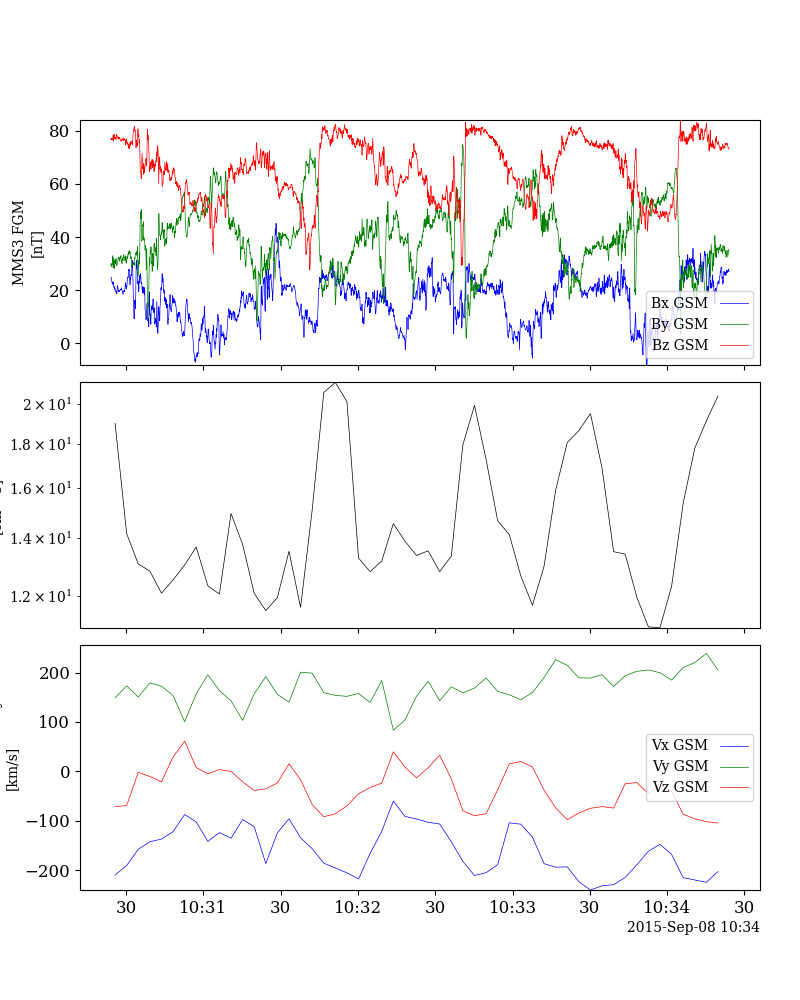 MMS3 FGM
[nT]
80
60
40
20
0
Bx GSM
By GSM
Bz GSM
2 × 10¹
1.8 × 10¹
1.6 × 10¹
1.4 × 10¹
1.2 × 10¹
[km/s]
200
100
0
−100
−200
Vx GSM
Vy GSM
Vz GSM
30 10:31 30 10:32 30 10:33 30 10:34 30
2015-Sep-08 10:34